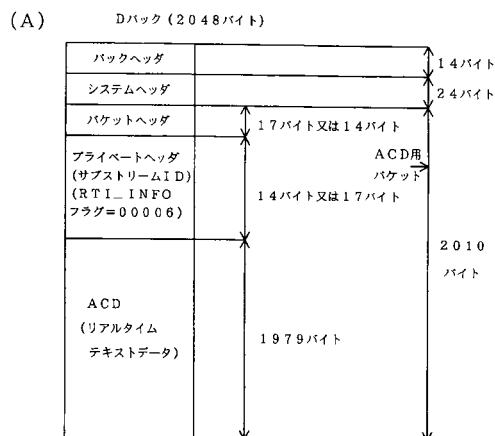 (A)
Dパック(2048バイト)
パックヘッダ
14バイト
システムヘッダ
24バイト
パケットヘッダ
17バイト又は14バイト
プライベートヘッダ
(サブストリームID)
(RTI_INFO
フラグ=00006)
14バイト又は17バイト
ACD用
パケット
2010
バイト
ACD
(リアルタイム
テキストデータ)
1979バイト